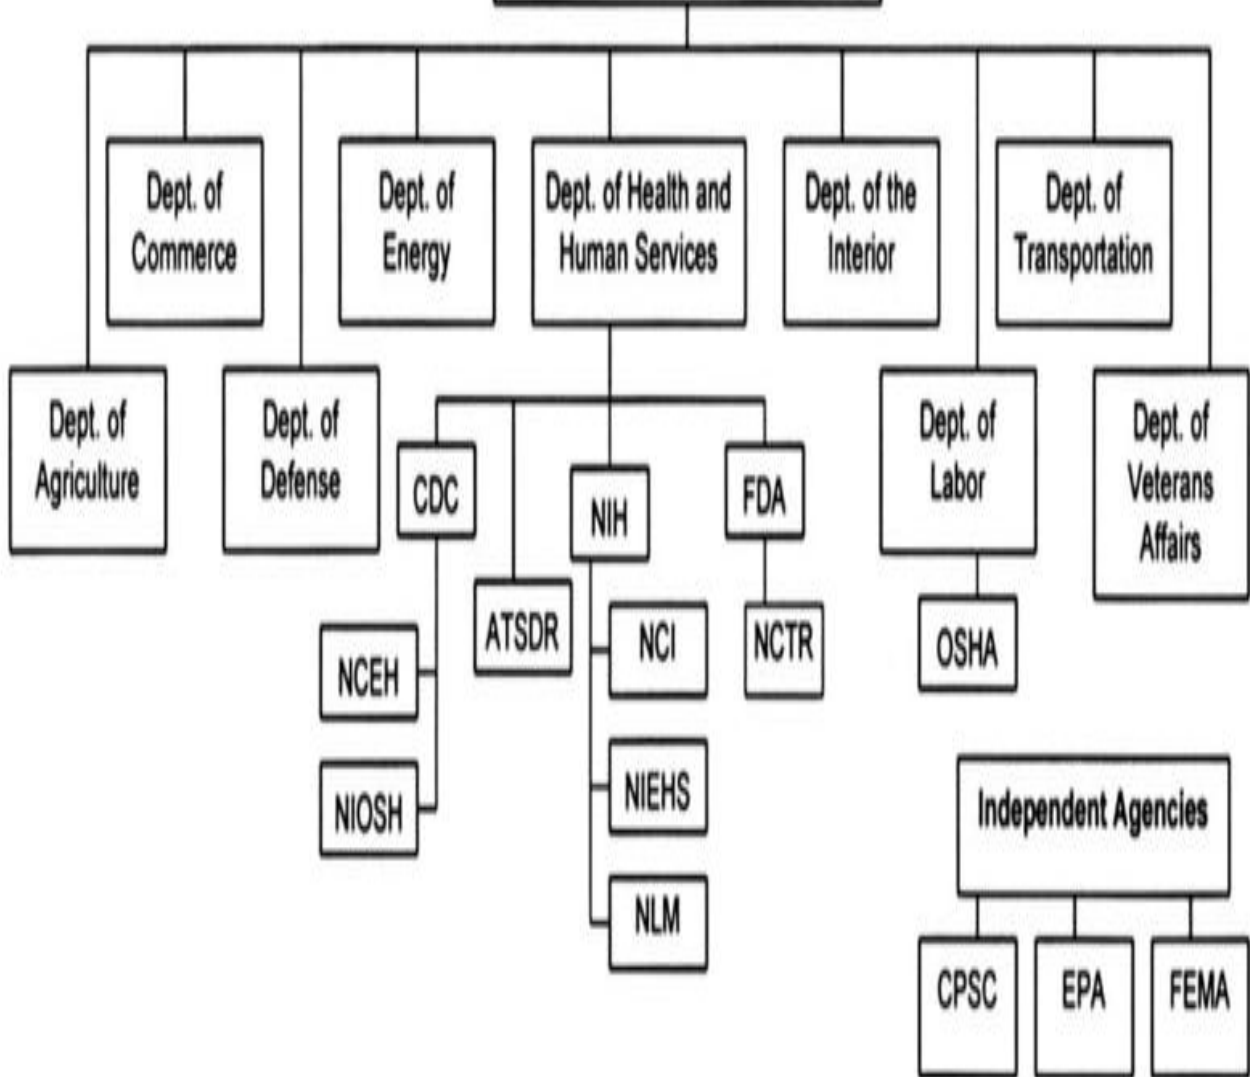 Dept. of
Commerce
Dept. of
Energy
Dept. of Health and
Human Services
Dept. of the
Interior
Dept. of
Transportation
Dept. of
Agriculture
Dept. of
Defense
Dept. of
Labor
Dept. of
Veterans
Affairs
CDC
NIH
FDA
NCEH
ATSDR
NCI
NCTR
OSHA
NIOSH
NIEHS
NLM
Independent Agencies
CPSC
EPA
FEMA